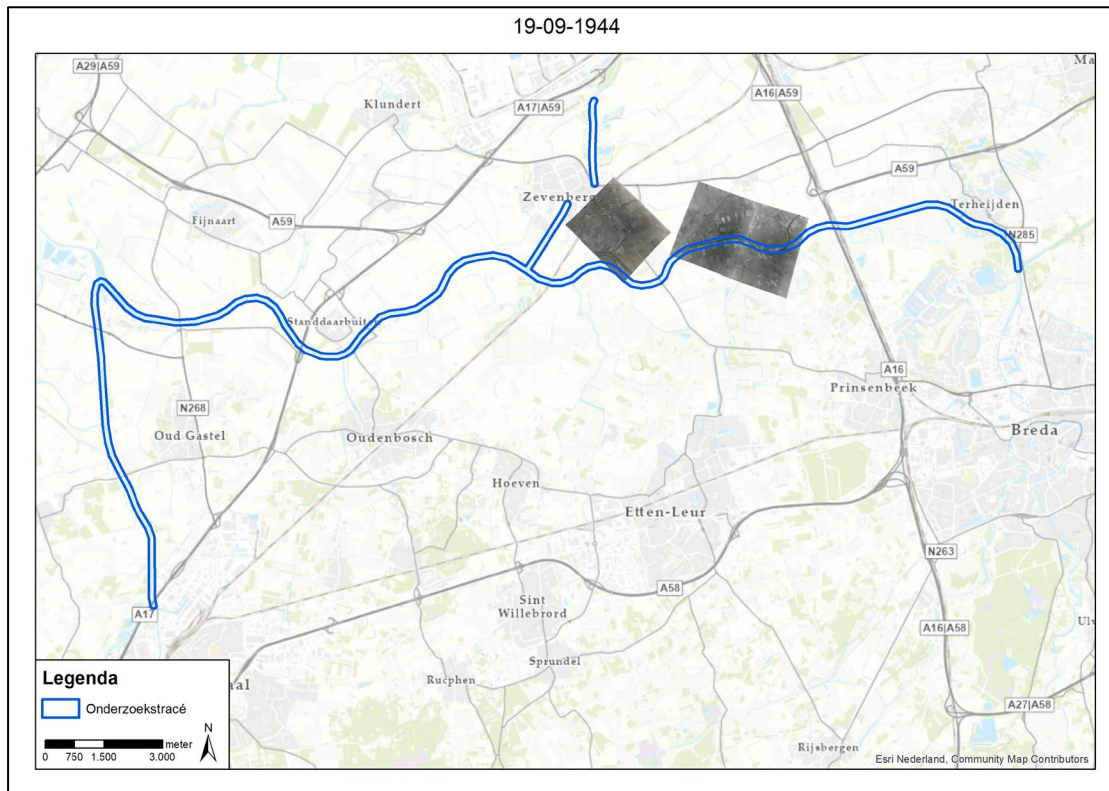 19-09-1944
A29|A59
A16|A59
Ma
Klundert
A17|A59
A59
Zevenberg
Terheijden
Fijnaart
A59
N285
Standdaarbuiten
A16
Prinsenbeek
N268
Oud Gastel
Oudenbosch
Breda
Hoeven
Etten-Leur
N263
A58
Sint
Willebrord
A17
A16|A58
Ulv
Sprundel
Rucphen
aal
A27|A58
Rijsbergen
Legenda
Onderzoekstracé
N
meter
0 750 1.500 3.000
Esri Nederland, Community Map Contributors